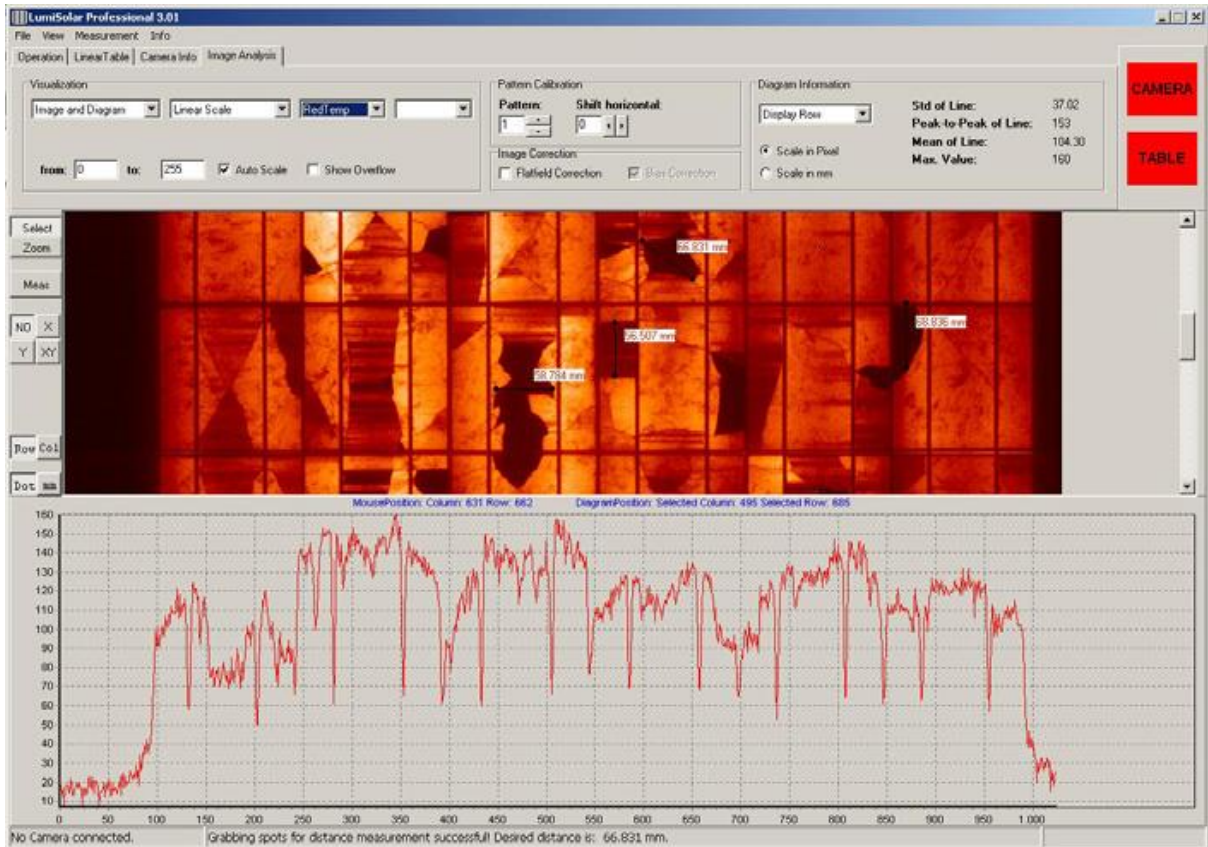 LumiSolar Professional 3.01
File View Measurement Info
Operation LinearTable Camera Info Image Analysis
Visualization
Image and Diagram Linear Scale RedTemp
from: 0 to: 255 Auto Scale Show Overflow
Pattern Calibration
Pattern: Shift horizontal:
1 0
Image Correction
Flatfield Correction Bias Correction
Diagram Information
Display Row
Scale in Pixel
Scale in mm
Std of Line: 37.02
Peak-to-Peak of Line: 153
Mean of Line: 104.30
Max. Value: 160
CAMERA
TABLE
Select
Zoom
Meas
NO X
Y XY
Row Col
Dot mm
66.831 mm
68.836 mm
56.507 mm
58.784 mm
MousePosition: Column: 631 Row: 662 DiagramPosition: Selected Column: 495 Selected Row: 685
160
150
140
130
120
110
100
90
80
70
60
50
40
30
20
10
0 50 100 150 200 250 300 350 400 450 500 550 600 650 700 750 800 850 900 950 1.000
No Camera connected. Grabbing spots for distance measurement successful! Desired distance is: 66.831 mm.